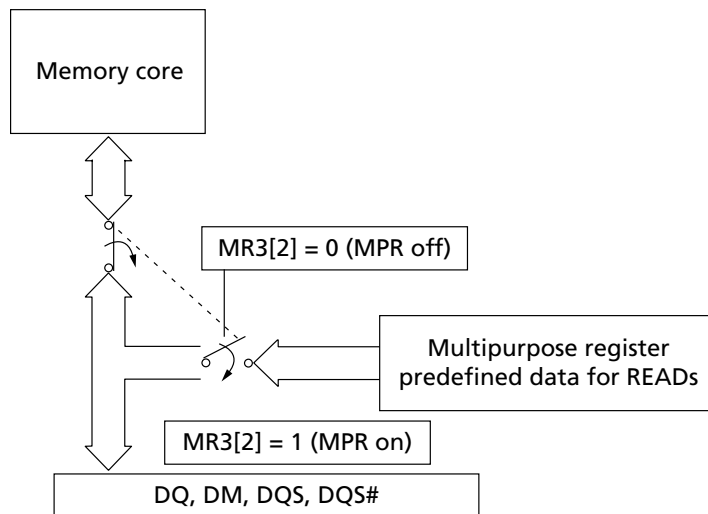 Memory core
MR3[2] = 0 (MPR off)
Multipurpose register
predefined data for READs
MR3[2] = 1 (MPR on)
DQ, DM, DQS, DQS#